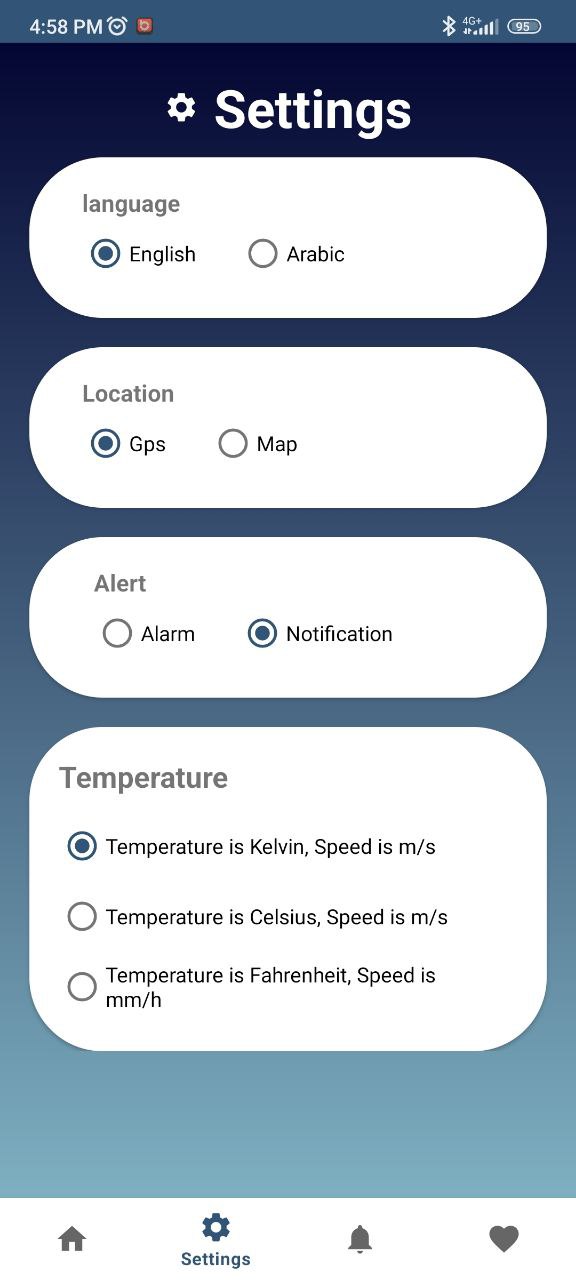 4:58 PM
4G+
95
Settings
language
English
Arabic
Location
Gps
Map
Alert
Alarm
Notification
Temperature
Temperature is Kelvin, Speed is m/s
Temperature is Celsius, Speed is m/s
Temperature is Fahrenheit, Speed is
mm/h
Settings